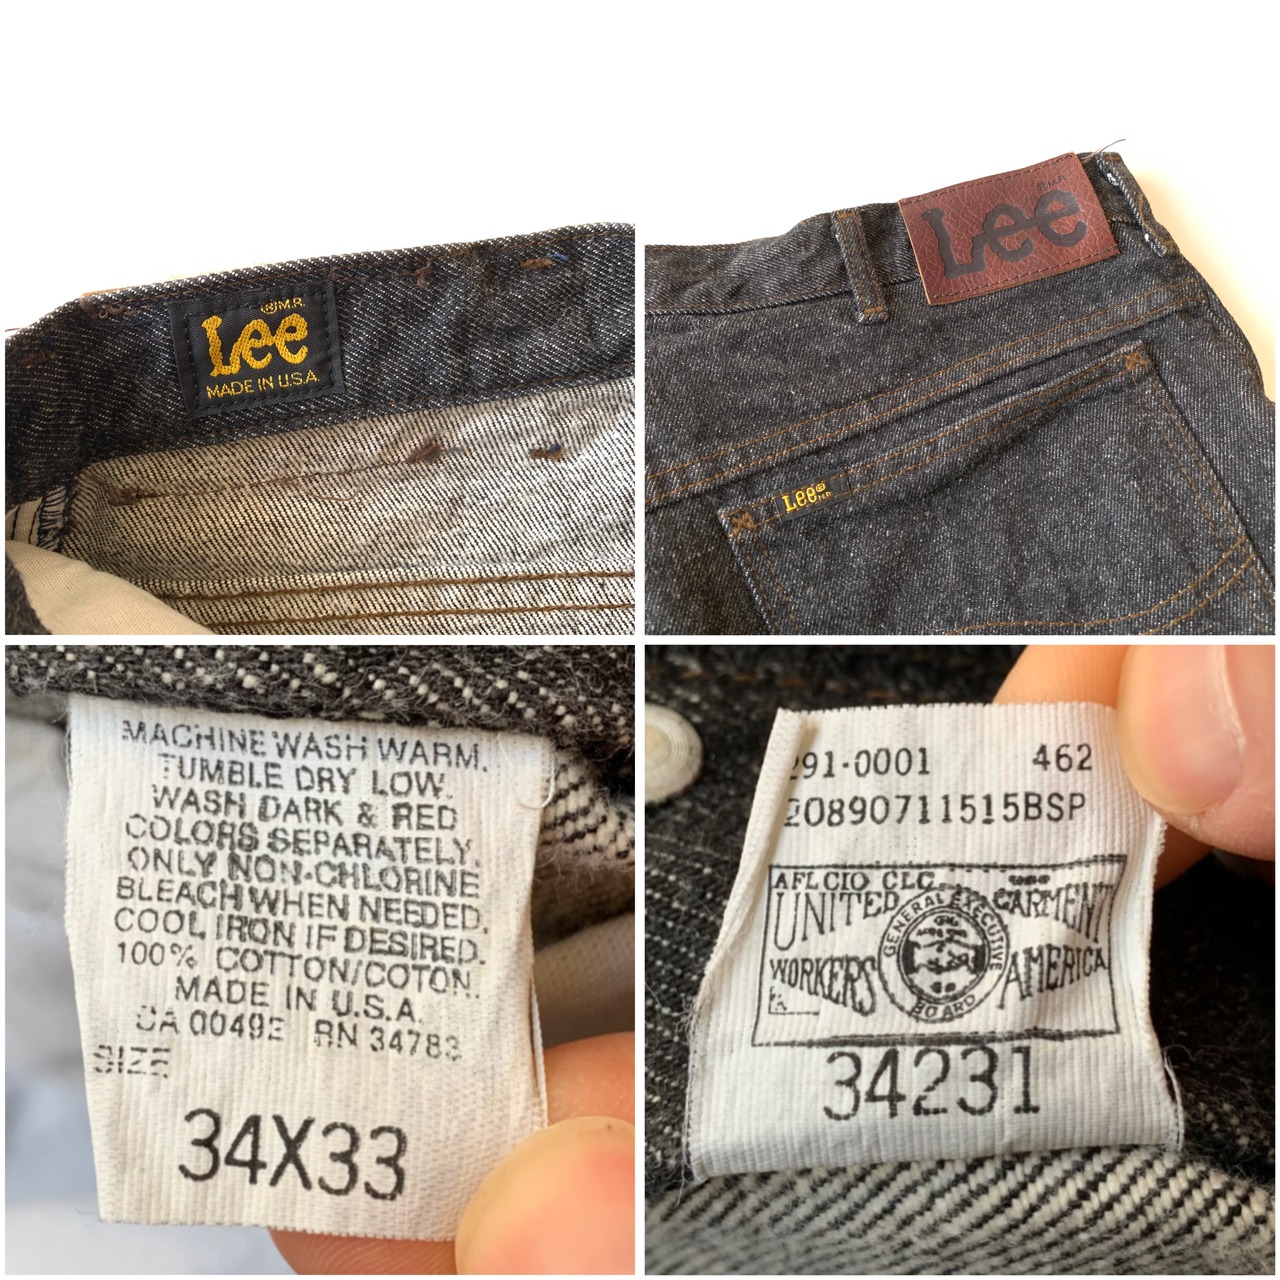 ® M.R.
Lee
MADE IN U.S.A.
® M.R.
Lee
Lee®
M.R.
MACHINE WASH WARM.
TUMBLE DRY LOW.
WASH DARK & RED
COLORS SEPARATELY.
ONLY NON-CHLORINE
BLEACH WHEN NEEDED.
COOL IRON IF DESIRED.
100% COTTON/COTON.
MADE IN U.S.A.
CA 00492 RN 34783
SIZE
34X33
291-0001 462
20890711515BSP
AFL CIO CLC
UNITED GARMENT
WORKERS AMERICA
GENERAL EXECUTIVE
BOARD
34231